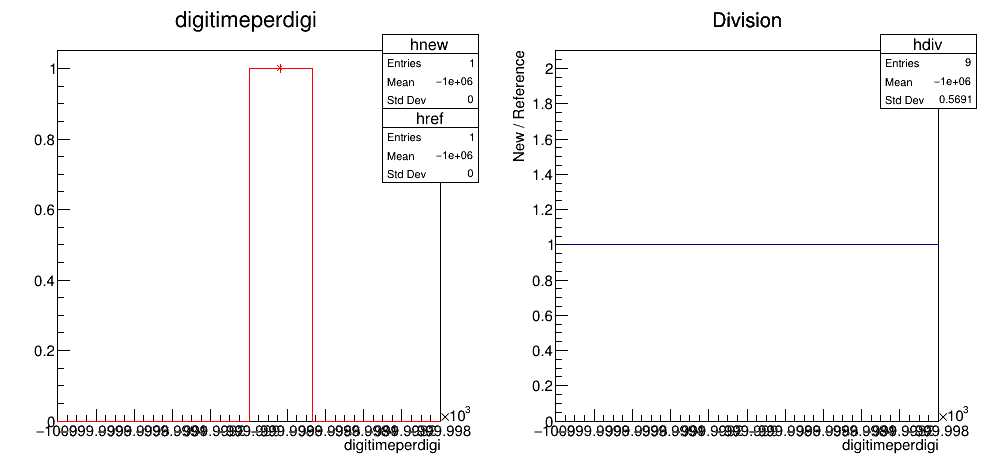 digitimeperdigi
hnew
Entries 1
Mean −1e+06
Std Dev 0
href
Entries 1
Mean −1e+06
Std Dev 0
1
0.8
0.6
0.4
0.2
0
×10³
digitimeperdigi
Division
hdiv
Entries 9
Mean −1e+06
Std Dev 0.5691
New / Reference
2
1.8
1.6
1.4
1.2
1
0.8
0.6
0.4
0.2
0
×10³
digitimeperdigi